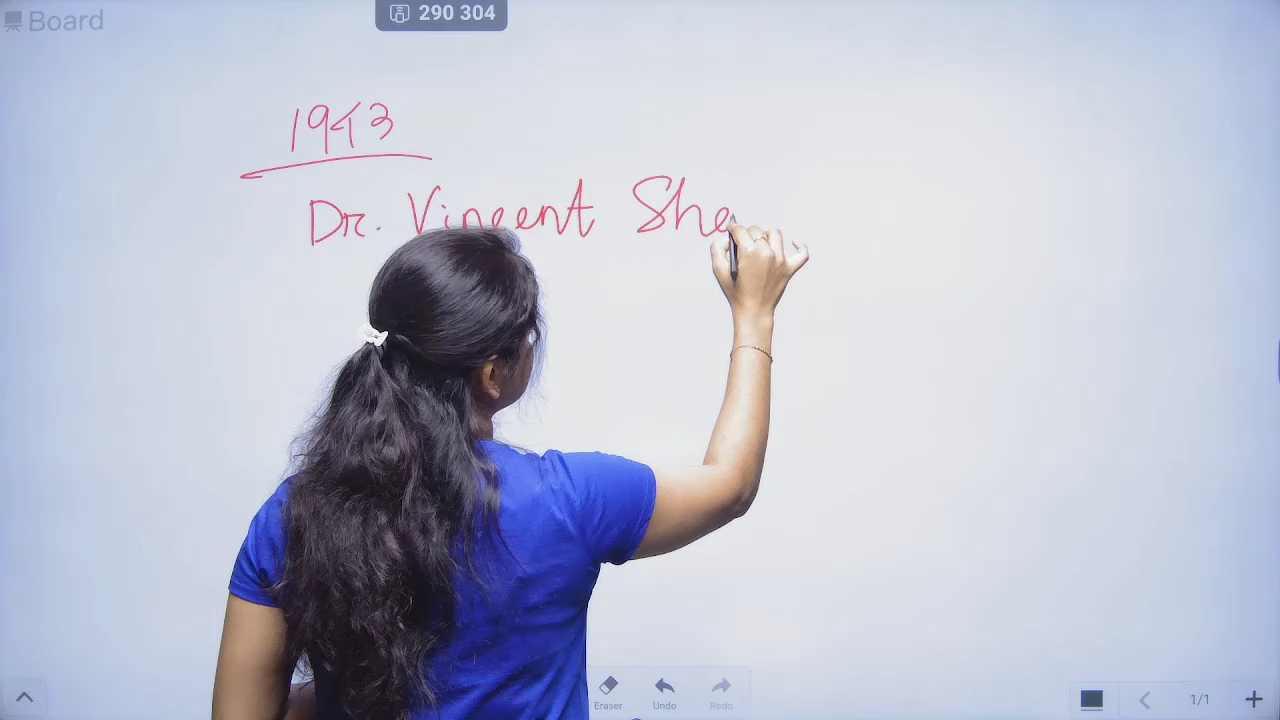 Board
290 304
1943
Dr. Vincent She
Eraser
Undo
Redo
1/1